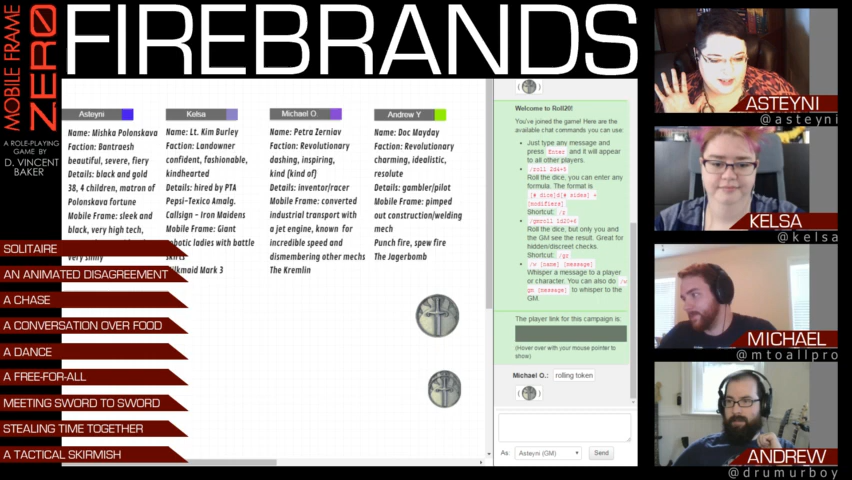 MOBILE FRAME
ZERO
FIREBRANDS
A ROLE-PLAYING
GAME BY
D. VINCENT
BAKER
SOLITAIRE
AN ANIMATED DISAGREEMENT
A CHASE
A CONVERSATION OVER FOOD
A DANCE
A FREE-FOR-ALL
MEETING SWORD TO SWORD
STEALING TIME TOGETHER
A TACTICAL SKIRMISH
Asteyni
Name: Mishka Polonskava
Faction: Bantraesh
beautiful, severe, fiery
Details: black and gold
38, 4 children, matron of
Polonskava fortune
Mobile Frame: sleek and
black, very high tech,
very shiny
Kelsa
Name: Lt. Kim Burley
Faction: Landowner
confident, fashionable,
kindhearted
Details: hired by PTA
Pepsi-Texico Amalg.
Callsign - Iron Maidens
Mobile Frame: Giant
robotic ladies with battle
skirts
Milkmaid Mark 3
Michael O.
Name: Petra Zerniav
Faction: Revolutionary
dashing, inspiring,
kind [kind of]
Details: inventor/racer
Mobile Frame: converted
industrial transport with
a jet engine, known for
incredible speed and
dismembering other mechs
The Kremlin
Andrew Y
Name: Doc Mayday
Faction: Revolutionary
charming, idealistic,
resolute
Details: gambler/pilot
Mobile Frame: pimped
out construction/welding
mech
Punch fire, spew fire
The Jagerbomb
Welcome to Roll20!
You've joined the game! Here are the
available chat commands you can use:
Just type any message and
press Enter and it will appear
to all other players.
/roll 1d6+8
Roll the dice, you can enter any
formula. The format is
[# dice]d[# sides] +
[modifiers]
Shortcut: /r
/gmroll 1d20+8
Roll the dice, but only you and
the GM see the result. Great for
hidden/discreet checks.
Shortcut: /gr
/w [name] [message]
Whisper a message to a player
or character. You can also do /w
gm [message] to whisper to the
GM.
The player link for this campaign is:
(Hover over with your mouse pointer to
show)
Michael O.: rolling token
As: Asteyni (GM) Send
ASTEYNI
@asteyni
KELSA
@kelsa
MICHAEL
@mtoallpro
ANDREW
@drumurboy